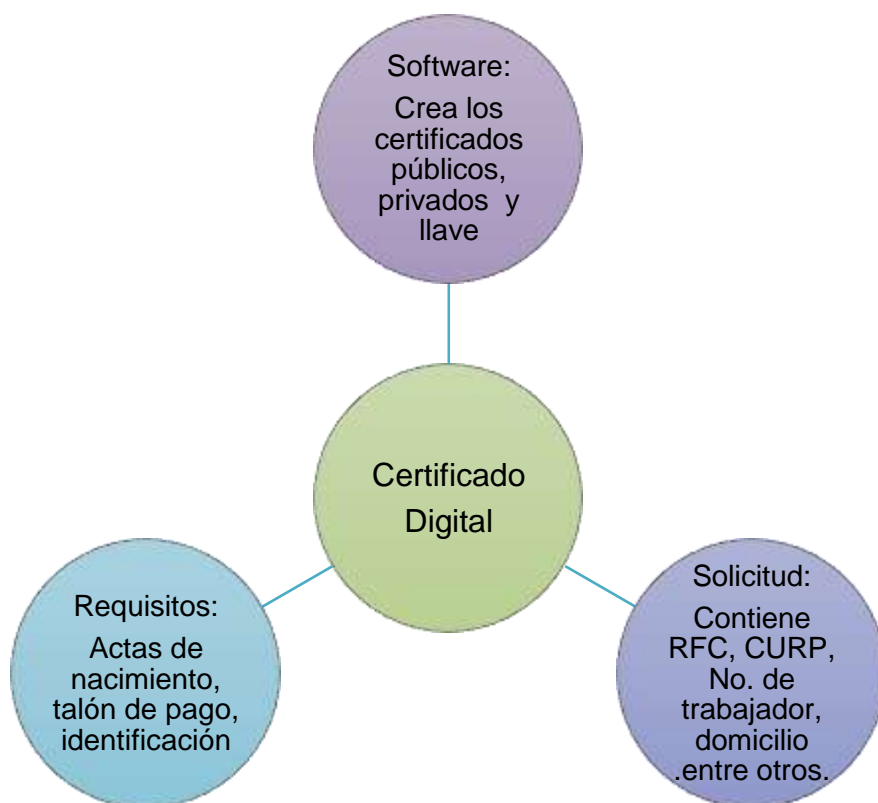 Software:
Crea los
certificados
públicos,
privados y
llave
Certificado
Digital
Requisitos:
Actas de
nacimiento,
talón de pago,
identificación
Solicitud:
Contiene
RFC, CURP,
No. de
trabajador,
domicilio
.entre otros.